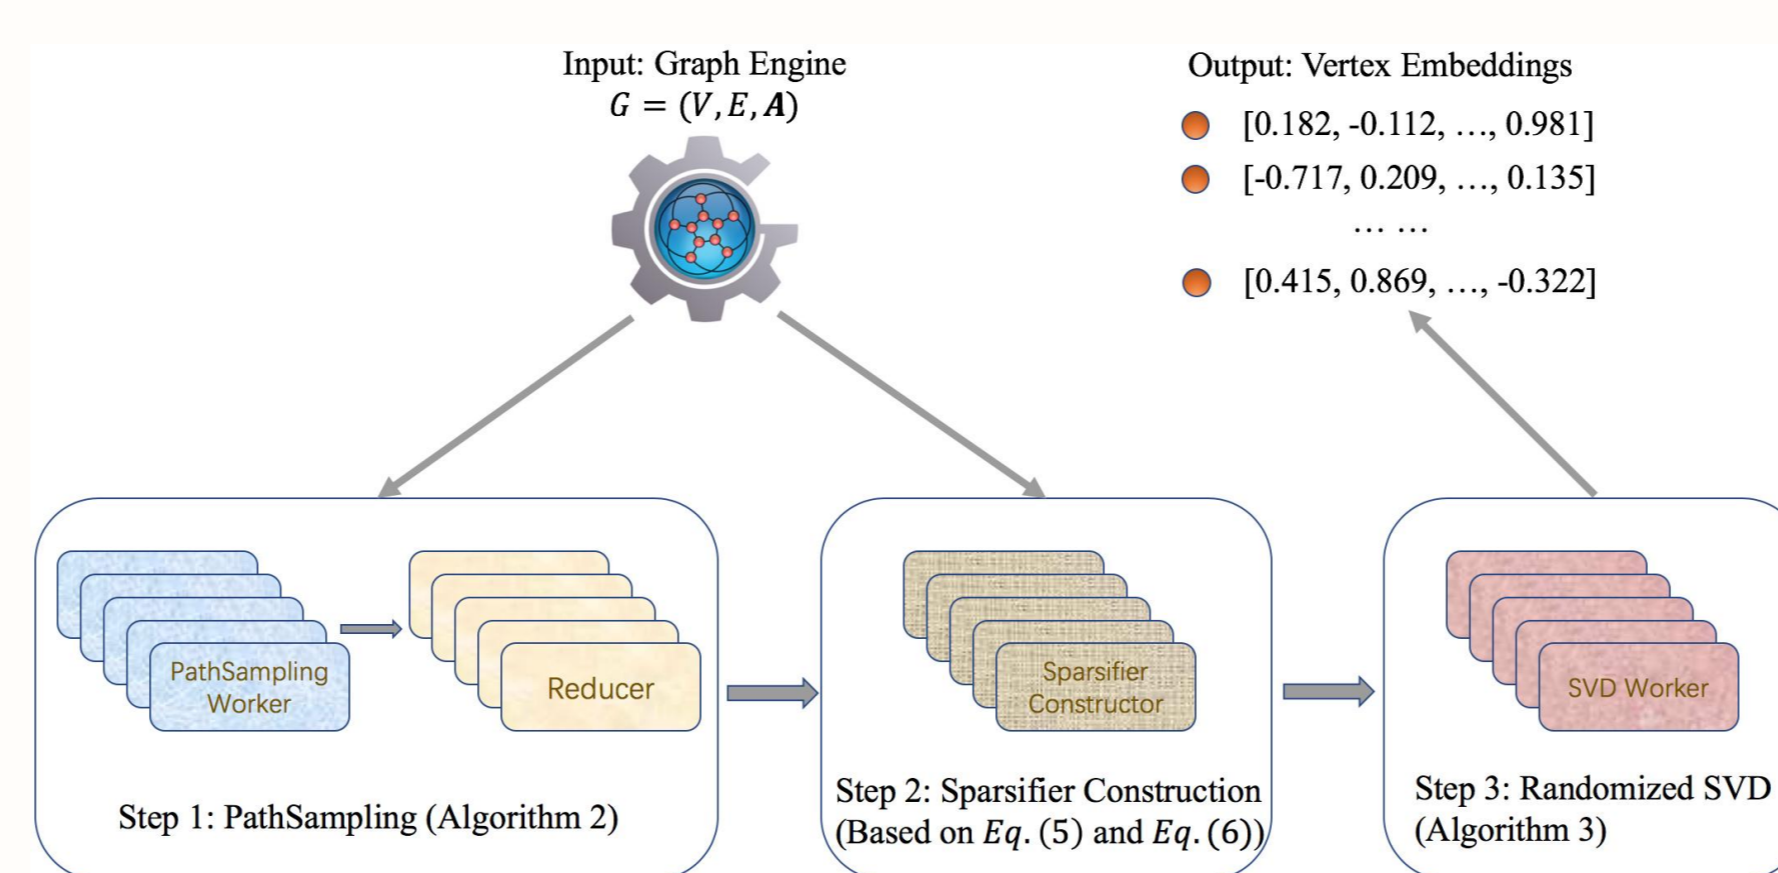 Input: Graph Engine
G = (V, E, A)
Output: Vertex Embeddings
[0.182, -0.112, …, 0.981]
[-0.717, 0.209, …, 0.135]
… …
[0.415, 0.869, …, -0.322]
PathSampling
Worker
Reducer
Step 1: PathSampling (Algorithm 2)
Sparsifier
Constructor
Step 2: Sparsifier Construction
(Based on Eq. (5) and Eq. (6))
SVD Worker
Step 3: Randomized SVD
(Algorithm 3)